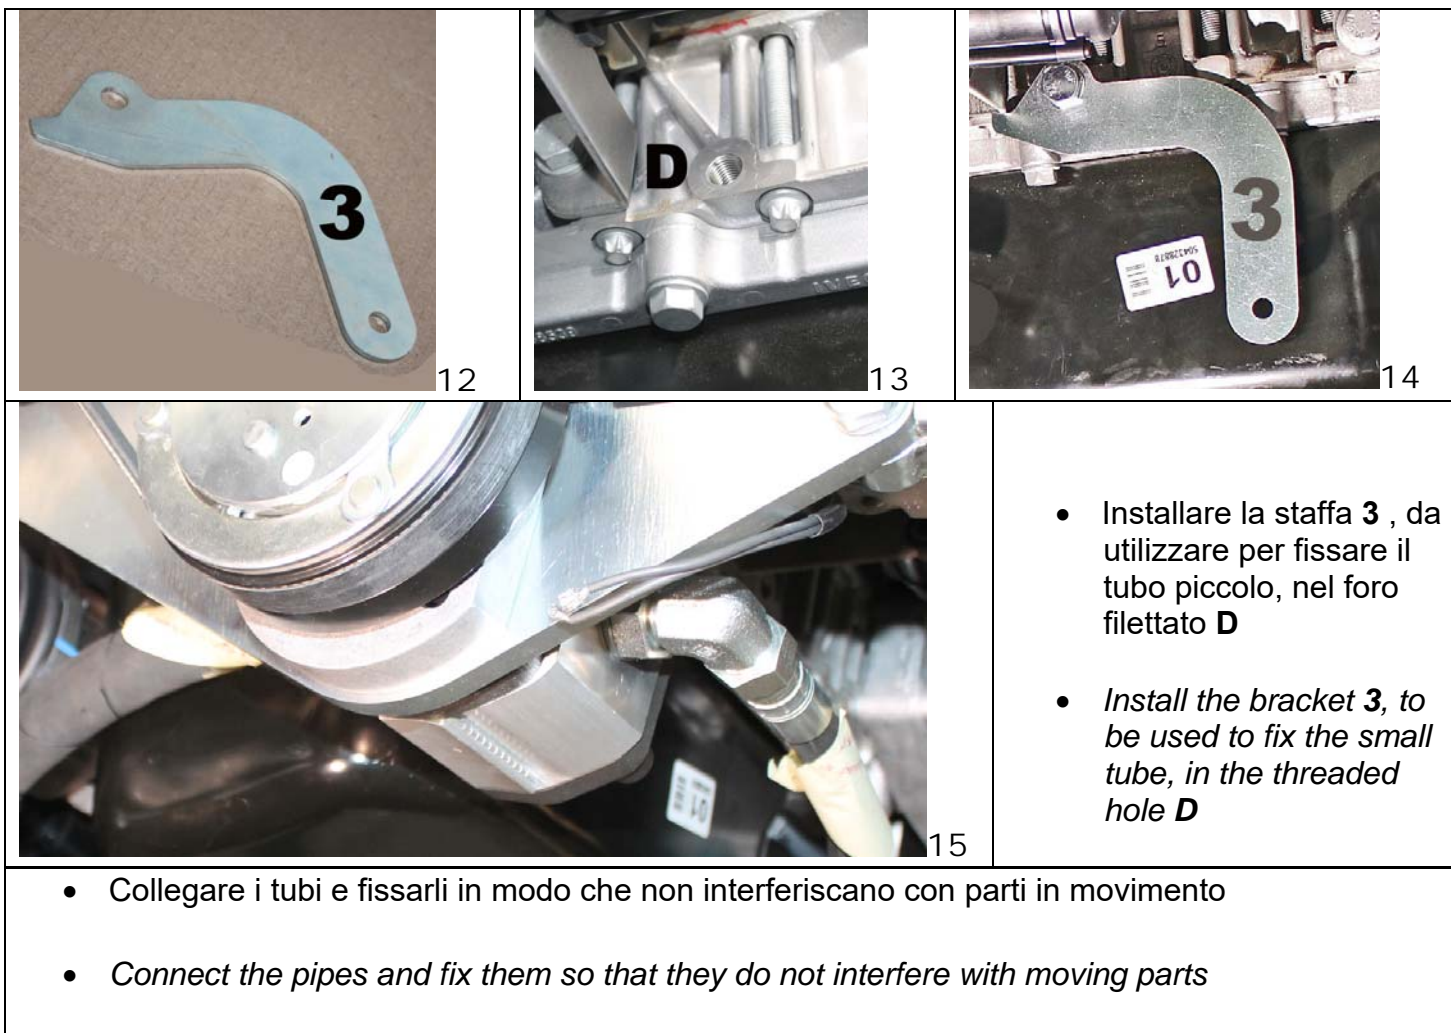 3
12
D
13
3
01
504328878
14
01
15
• Installare la staffa 3 , da
utilizzare per fissare il
tubo piccolo, nel foro
filettato D
• Install the bracket 3, to
be used to fix the small
tube, in the threaded
hole D
• Collegare i tubi e fissarli in modo che non interferiscano con parti in movimento
• Connect the pipes and fix them so that they do not interfere with moving parts